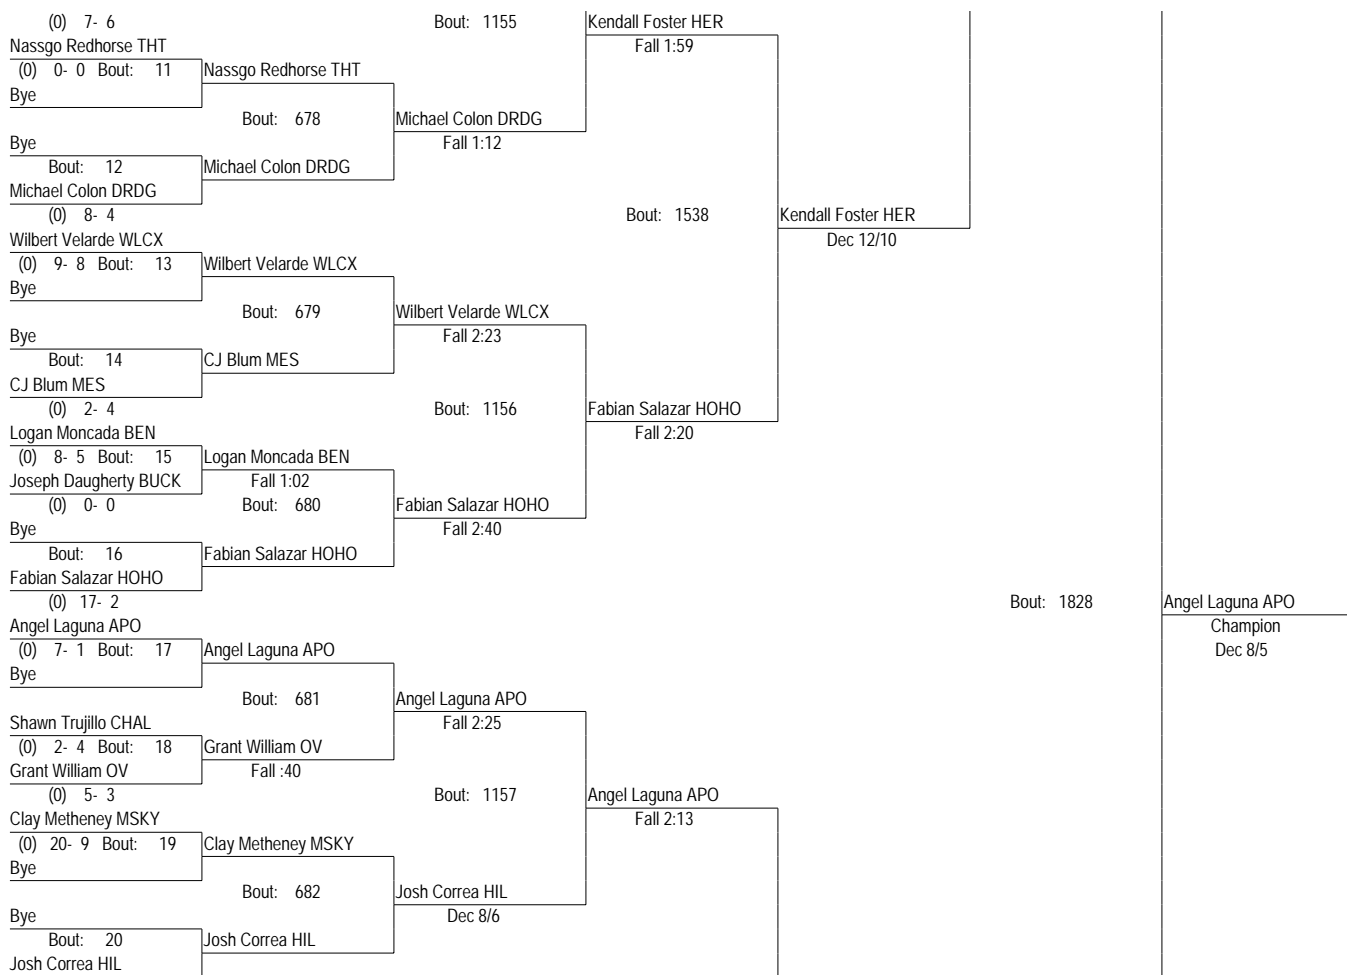 (0) 7- 6 Bout: 1155 Kendall Foster HER
Nassgo Redhorse THT Fall 1:59
(0) 0- 0 Bout: 11 Nassgo Redhorse THT
Bye
Bout: 678 Michael Colon DRDG
Bye Fall 1:12
Bout: 12 Michael Colon DRDG
Michael Colon DRDG
(0) 8- 4 Bout: 1538 Kendall Foster HER
Wilbert Velarde WLCX Dec 12/10
(0) 9- 8 Bout: 13 Wilbert Velarde WLCX
Bye
Bout: 679 Wilbert Velarde WLCX
Bye Fall 2:23
Bout: 14 CJ Blum MES
CJ Blum MES
(0) 2- 4 Bout: 1156 Fabian Salazar HOHO
Logan Moncada BEN Fall 2:20
(0) 8- 5 Bout: 15 Logan Moncada BEN
Joseph Daugherty BUCK Fall 1:02
(0) 0- 0 Bout: 680 Fabian Salazar HOHO
Bye Fall 2:40
Bout: 16 Fabian Salazar HOHO
Fabian Salazar HOHO
(0) 17- 2 Bout: 1828 Angel Laguna APO
Angel Laguna APO Champion
(0) 7- 1 Bout: 17 Angel Laguna APO Dec 8/5
Bye
Bout: 681 Angel Laguna APO
Shawn Trujillo CHAL Fall 2:25
(0) 2- 4 Bout: 18 Grant William OV
Grant William OV Fall :40
(0) 5- 3 Bout: 1157 Angel Laguna APO
Clay Metheney MSKY Fall 2:13
(0) 20- 9 Bout: 19 Clay Metheney MSKY
Bye
Bout: 682 Josh Correa HIL
Bye Dec 8/6
Bout: 20 Josh Correa HIL
Josh Correa HIL